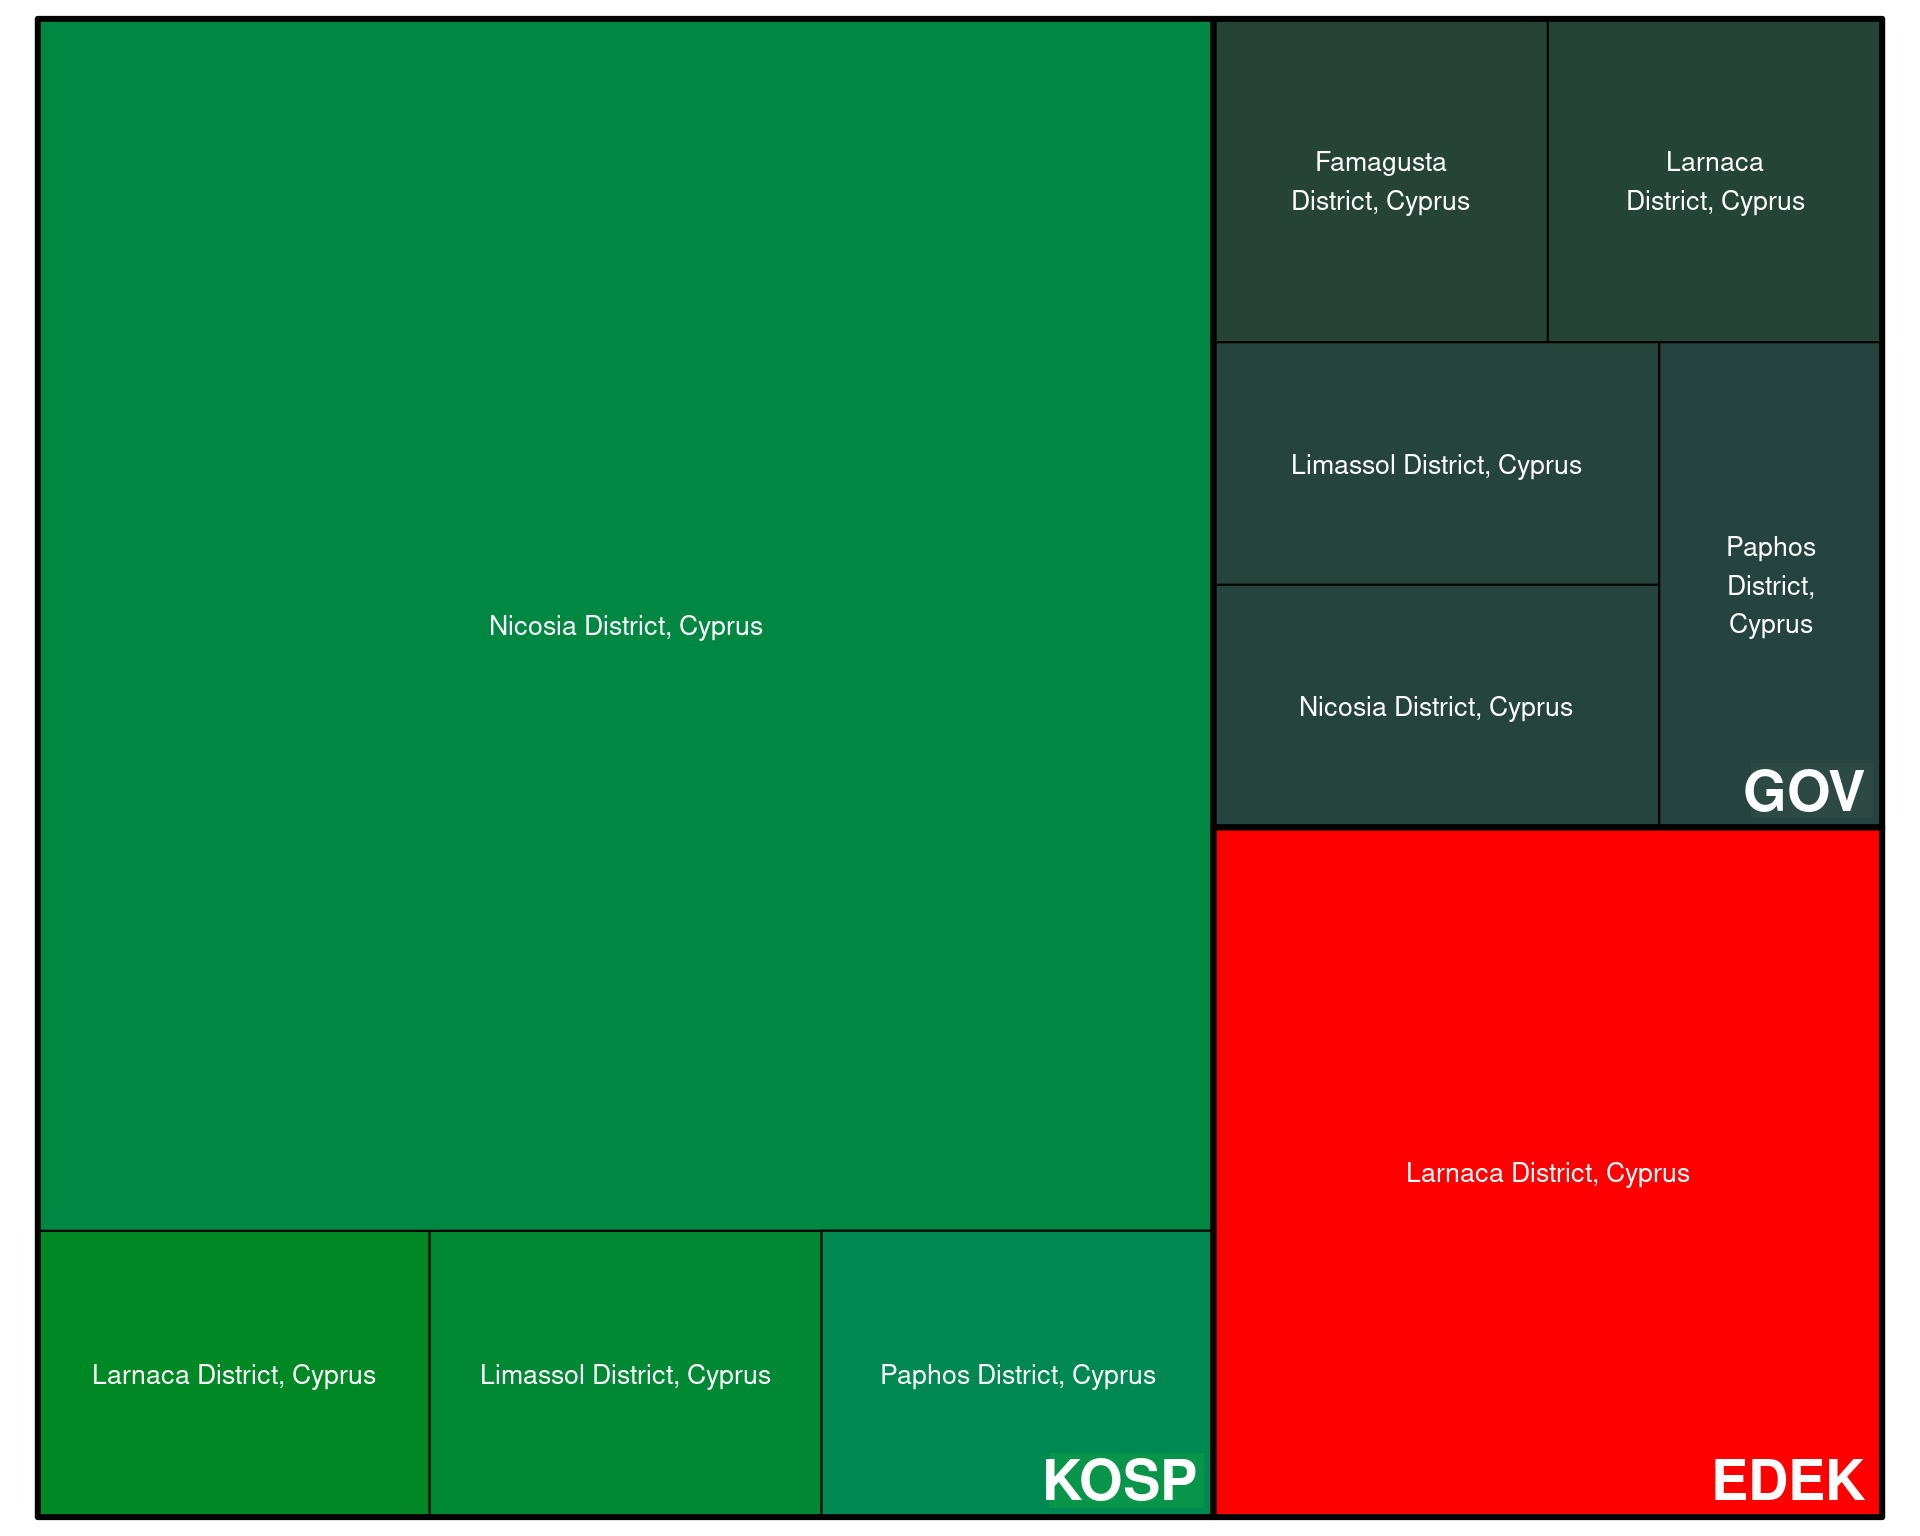 Nicosia District, Cyprus
Larnaca District, Cyprus
Limassol District, Cyprus
Paphos District, Cyprus
KOSP
Famagusta
District, Cyprus
Larnaca
District, Cyprus
Limassol District, Cyprus
Nicosia District, Cyprus
Paphos
District,
Cyprus
GOV
Larnaca District, Cyprus
EDEK